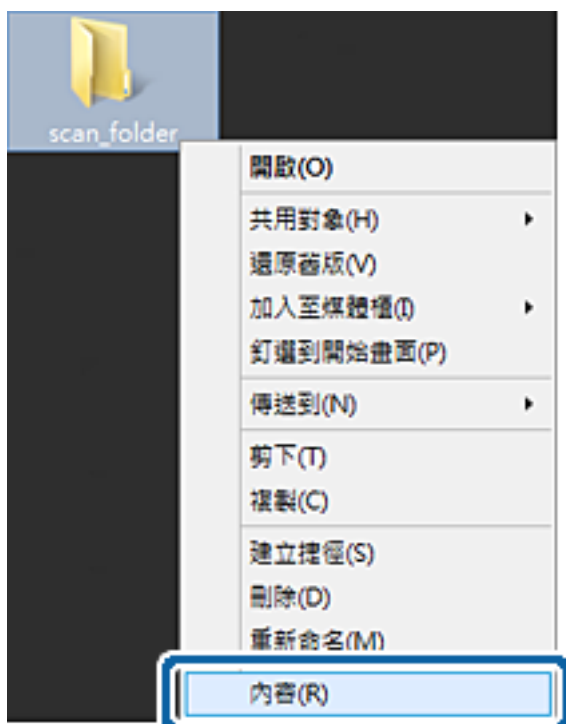 scan_folder
開啟(O)
共用對象(H)
還原舊版(V)
加入至媒體櫃(I)
釘選到開始畫面(P)
傳送到(N)
剪下(T)
複製(C)
建立捷徑(S)
刪除(D)
重新命名(M)
內容(R)